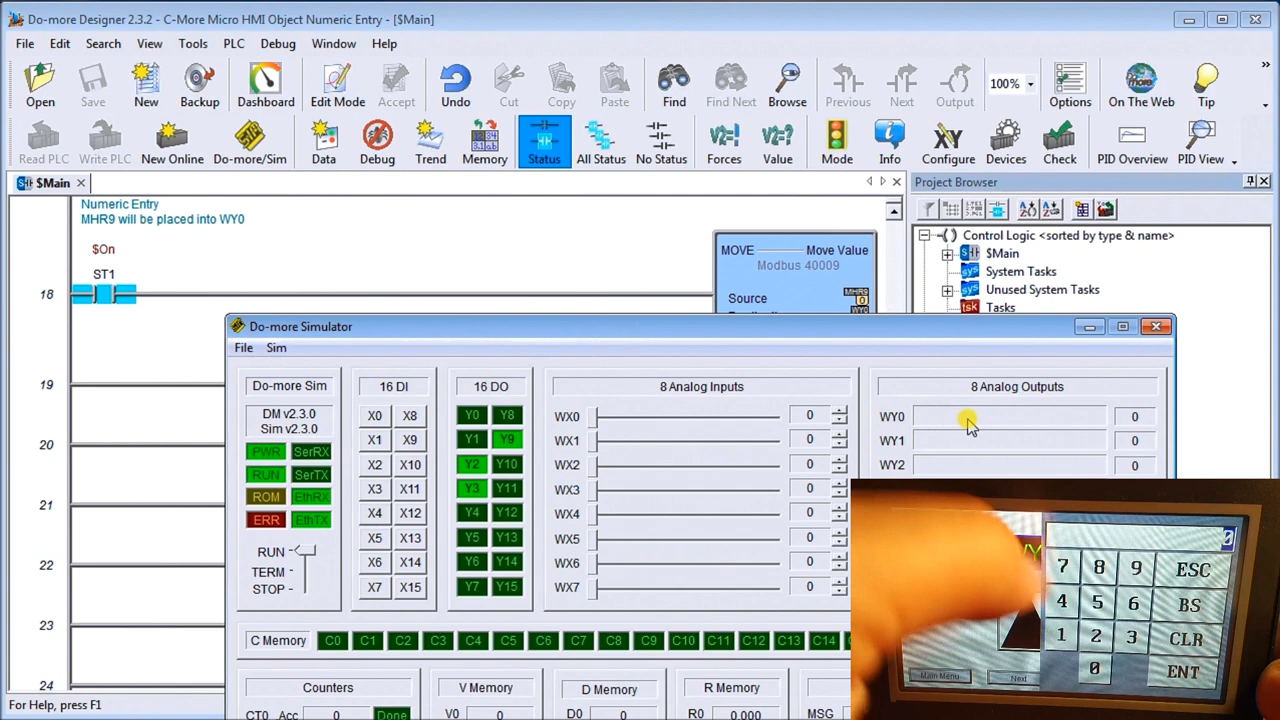 Do-more Designer 2.3.2 - C-More Micro HMI Object Numeric Entry - [$Main]
File Edit Search View Tools PLC Debug Window Help
Open Save New Backup Dashboard Edit Mode Accept Undo Cut Copy Paste Find Find Next Browse Previous Next Output 100% Options On The Web Tip
Read PLC Write PLC New Online Do-more/Sim Data Debug Trend Memory Status All Status No Status Forces Value Mode Info Configure Devices Check PID Overview PID View
$Main
Project Browser
Numeric Entry
MHR9 will be placed into WY0
$On
ST1
18
MOVE Move Value
Modbus 40009
Source MHR9
0
WY0
Control Logic <sorted by type & name>
$Main
System Tasks
Unused System Tasks
Tasks
19
20
21
22
23
24
Do-more Simulator
File Sim
Do-more Sim 16 DI 16 DO 8 Analog Inputs 8 Analog Outputs
DM v2.3.0
Sim v2.3.0
PWR SerRX
RUN SerTX
ROM EthRX
ERR EthTX
RUN
TERM
STOP
X0 X8
X1 X9
X2 X10
X3 X11
X4 X12
X5 X13
X6 X14
X7 X15
Y0 Y8
Y1 Y9
Y2 Y10
Y3 Y11
Y4 Y12
Y5 Y13
Y6 Y14
Y7 Y15
WX0 0
WX1 0
WX2 0
WX3 0
WX4 0
WX5 0
WX6 0
WX7 0
WY0 0
WY1 0
WY2 0
C Memory C0 C1 C2 C3 C4 C5 C6 C7 C8 C9 C10 C11 C12 C13 C14
Counters V Memory D Memory R Memory
CT0 Acc 0 Done V0 0 D0 0 R0 0.000 MSG
0
7 8 9 ESC
4 5 6 BS
1 2 3 CLR
0 ENT
Main Menu Next
For Help, press F1